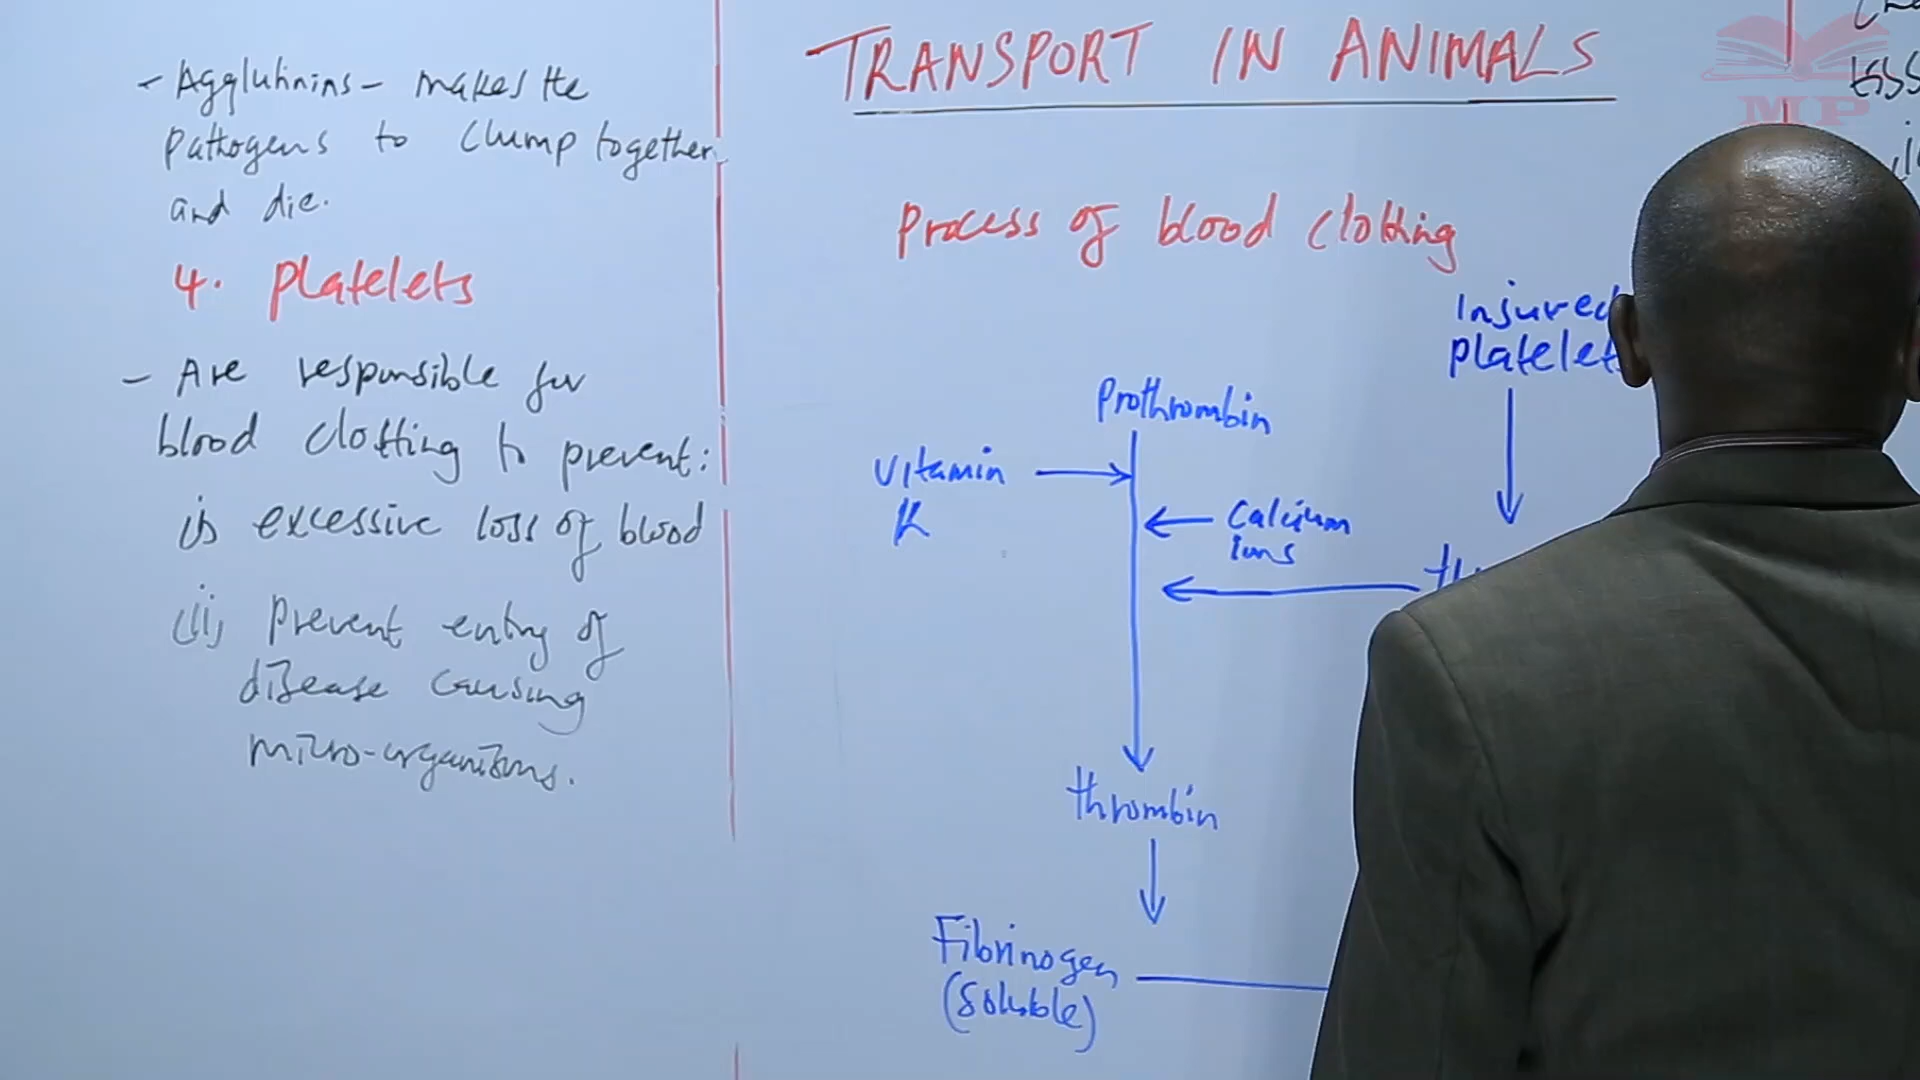 - Agglutinins - makes the
pathogens to clump together
and die.
4. Platelets
- Are responsible for
blood clotting to prevent:
(i) excessive loss of blood
(ii) Prevent entry of
disease causing
micro-organisms.
TRANSPORT IN ANIMALS
Process of blood clotting
Injured
platelets
Prothrombin
Vitamin
K
Calcium
ions
thrombin
Fibrinogen
(Soluble)
MP